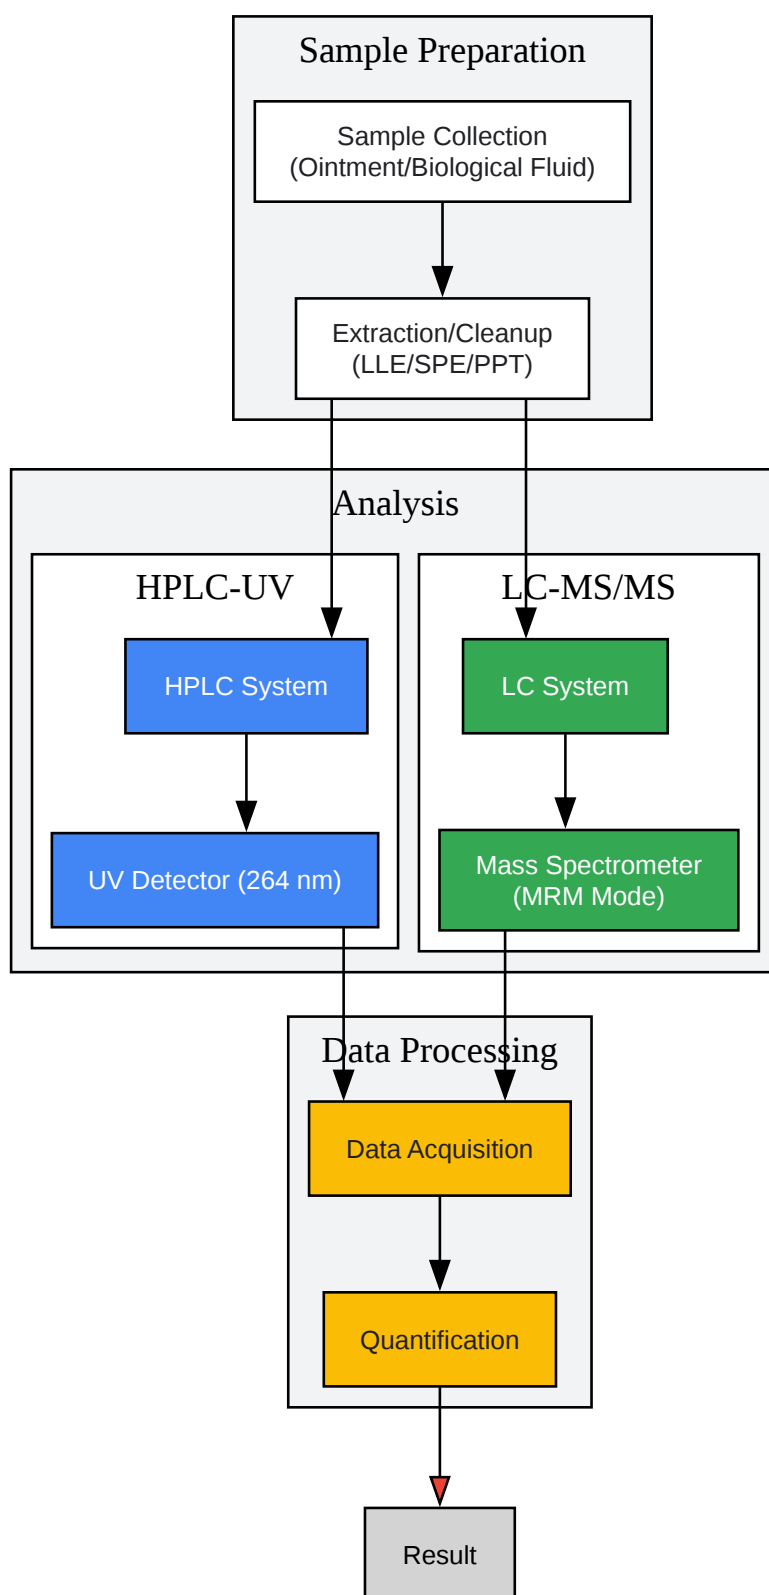 Sample Preparation
Sample Collection
(Ointment/Biological Fluid)
Extraction/Cleanup
(LLE/SPE/PPT)
Analysis
HPLC-UV
HPLC System
UV Detector (264 nm)
LC-MS/MS
LC System
Mass Spectrometer
(MRM Mode)
Data Processing
Data Acquisition
Quantification
Result